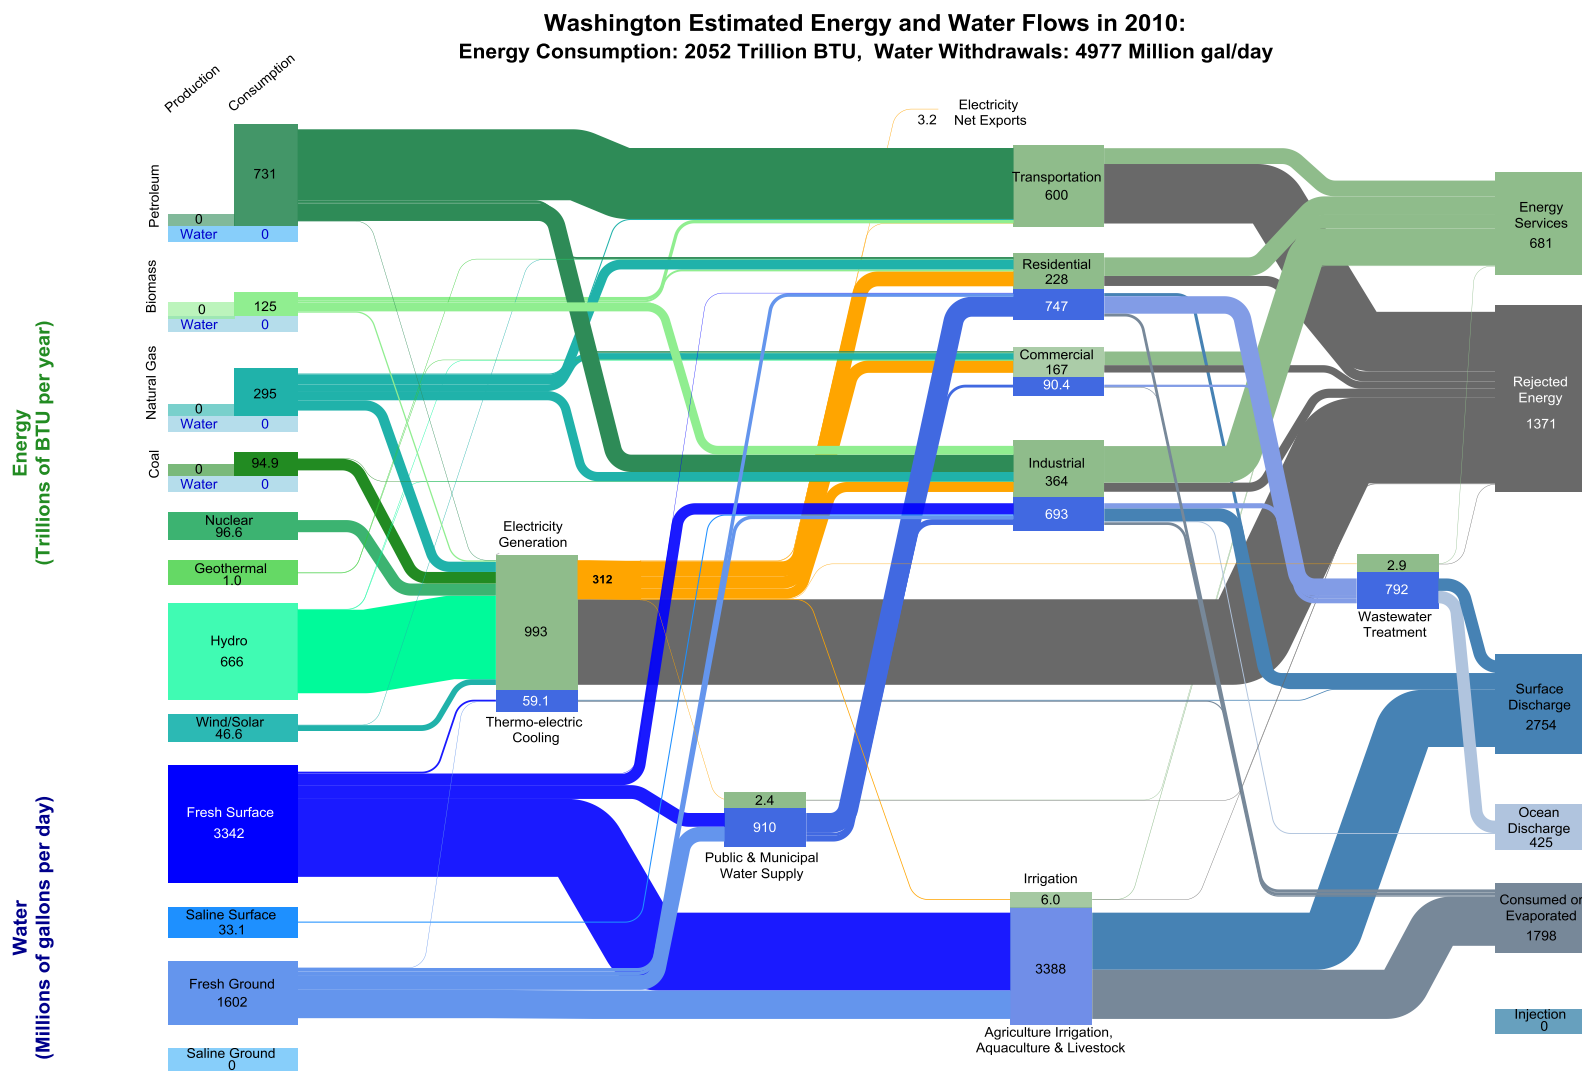 Washington Estimated Energy and Water Flows in 2010:
Energy Consumption: 2052 Trillion BTU,  Water Withdrawals: 4977 Million gal/day
Production
Consumption
Energy
(Trillions of BTU per year)
Water
(Millions of gallons per day)
Petroleum
731
0
Water 0
Biomass
125
0
Water 0
Natural Gas
295
0
Water 0
Coal
94.9
0
Water 0
Nuclear
96.6
Geothermal
1.0
Hydro
666
Wind/Solar
46.6
Fresh Surface
3342
Saline Surface
33.1
Fresh Ground
1602
Saline Ground
0
Electricity
Generation
312
993
59.1
Thermo-electric
Cooling
2.4
910
Public & Municipal
Water Supply
Electricity
Net Exports
3.2
Transportation
600
Residential
228
747
Commercial
167
90.4
Industrial
364
693
Irrigation
6.0
3388
Agriculture Irrigation,
Aquaculture & Livestock
2.9
792
Wastewater
Treatment
Energy
Services
681
Rejected
Energy
1371
Surface
Discharge
2754
Ocean
Discharge
425
Consumed or
Evaporated
1798
Injection
0